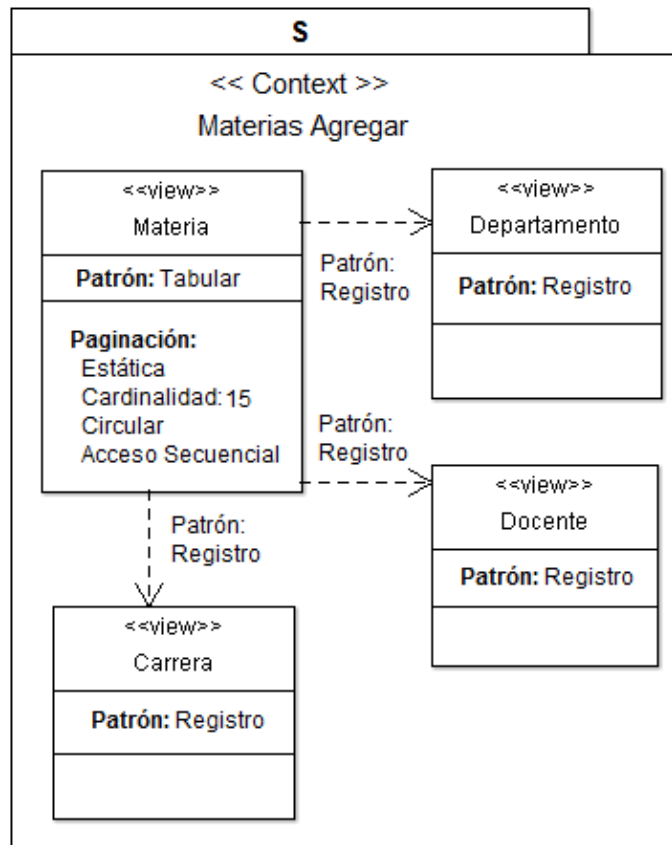 S
<< Context >>
Materias Agregar
<<view>>
Materia
Patrón: Tabular
Paginación:
Estática
Cardinalidad: 15
Circular
Acceso Secuencial
Patrón:
Registro
<<view>>
Departamento
Patrón: Registro
Patrón:
Registro
<<view>>
Docente
Patrón: Registro
Patrón:
Registro
<<view>>
Carrera
Patrón: Registro